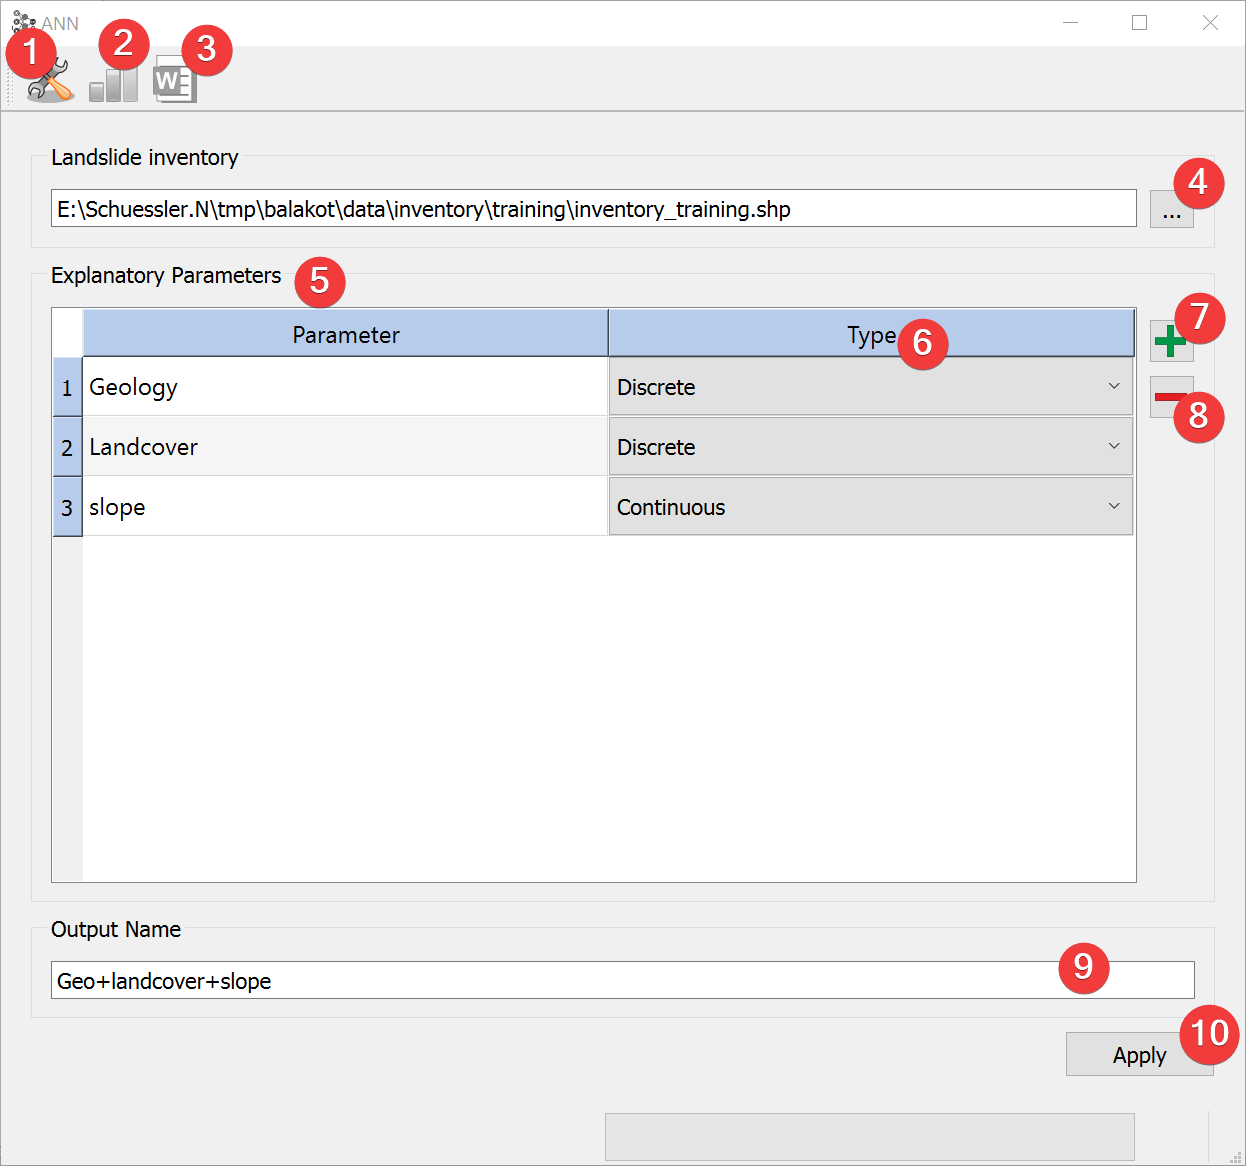 ANN
1 2 3
W
Landslide inventory
4
E:\Schuessler.N\tmp\balakot\data\inventory\training\inventory_training.shp ...
Explanatory Parameters 5
Parameter Type 6 7
1 Geology Discrete
8
2 Landcover Discrete
3 slope Continuous
Output Name
Geo+landcover+slope 9
10
Apply